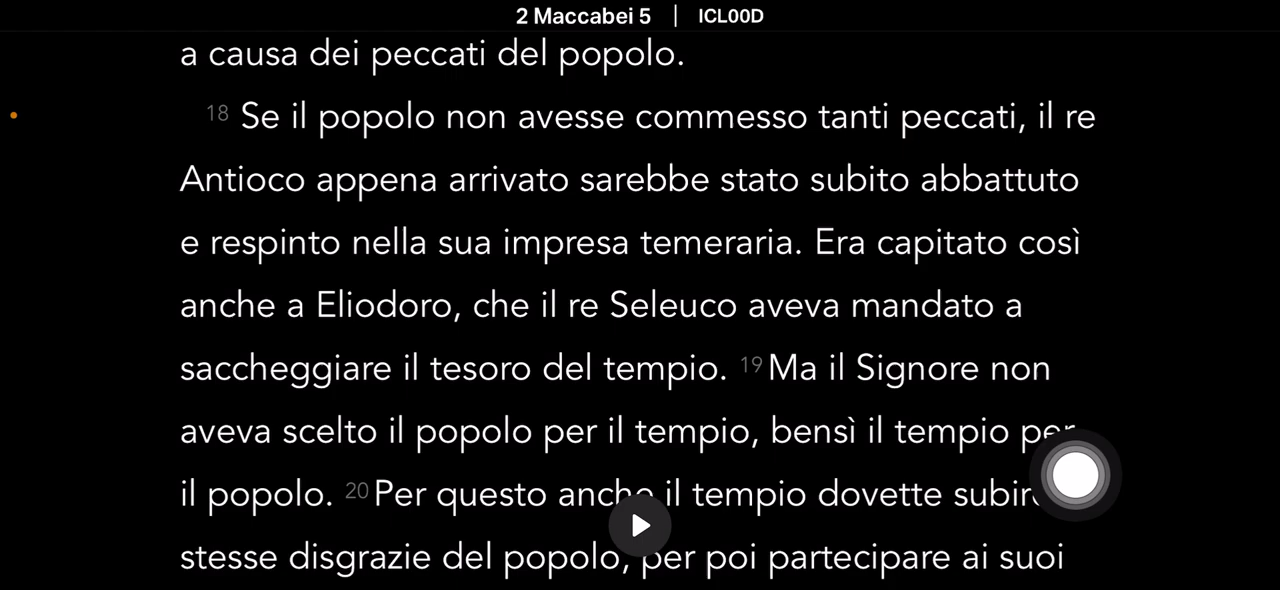 2 Maccabei 5 | ICL00D
a causa dei peccati del popolo.
18 Se il popolo non avesse commesso tanti peccati, il re
Antioco appena arrivato sarebbe stato subito abbattuto
e respinto nella sua impresa temeraria. Era capitato così
anche a Eliodoro, che il re Seleuco aveva mandato a
saccheggiare il tesoro del tempio. 19 Ma il Signore non
aveva scelto il popolo per il tempio, bensì il tempio per
il popolo. 20 Per questo anche il tempio dovette subire
stesse disgrazie del popolo, per poi partecipare ai suoi